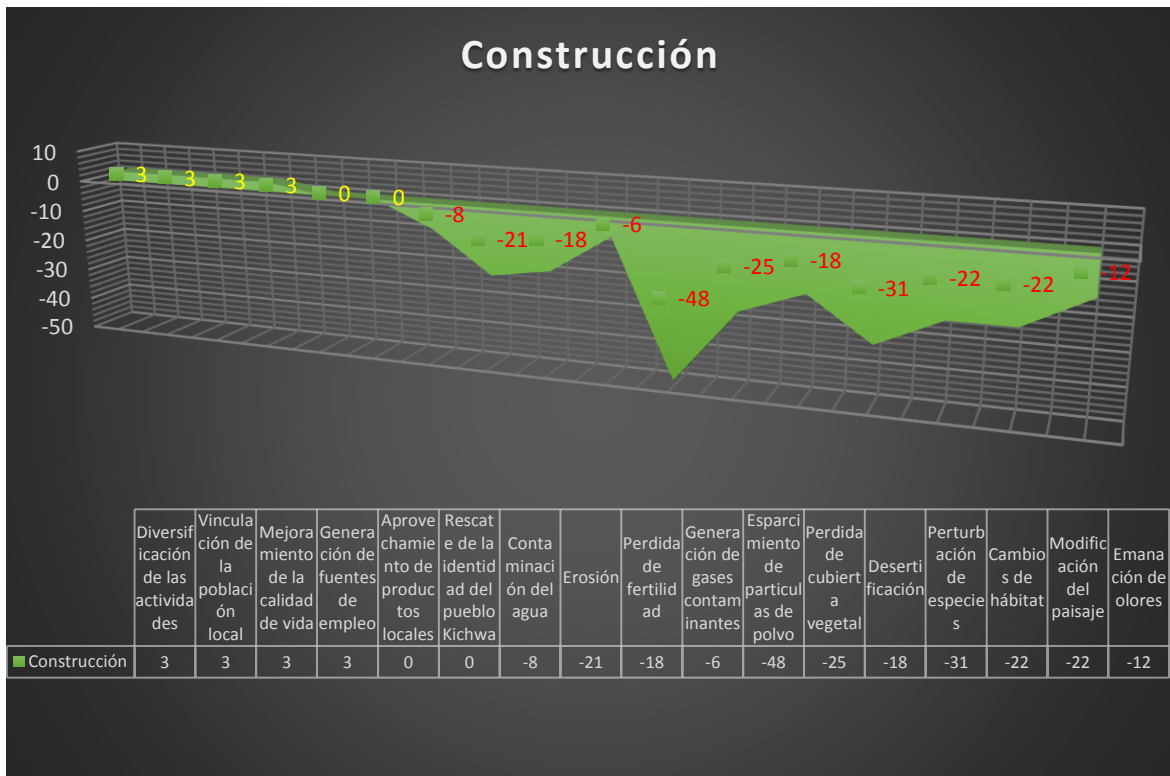 Construcción
10
0
-10
-20
-30
-40
-50
3
3
3
3
0
0
-8
-21
-18
-6
-48
-25
-18
-31
-22
-22
-12
Diversif
icación
de las
activida
des
Vincula
ción de
la
poblaci
ón
local
Mejora
miento
de la
calidad
de vida
Genera
ción de
fuentes
de
empleo
Aprove
chamie
nto de
produc
tos
locales
Rescat
e de la
identid
ad del
pueblo
Kichwa
Conta
minaci
ón del
agua
Erosión
Perdida
de
fertilid
ad
Genera
ción de
gases
contam
inantes
Esparci
miento
de
particul
as de
polvo
Perdida
de
cubiert
a
vegetal
Deserti
ficación
Perturb
ación
de
especie
s
Cambio
s de
hábitat
Modific
ación
del
paisaje
Emana
ción de
olores
Construcción 3 3 3 3 0 0 -8 -21 -18 -6 -48 -25 -18 -31 -22 -22 -12